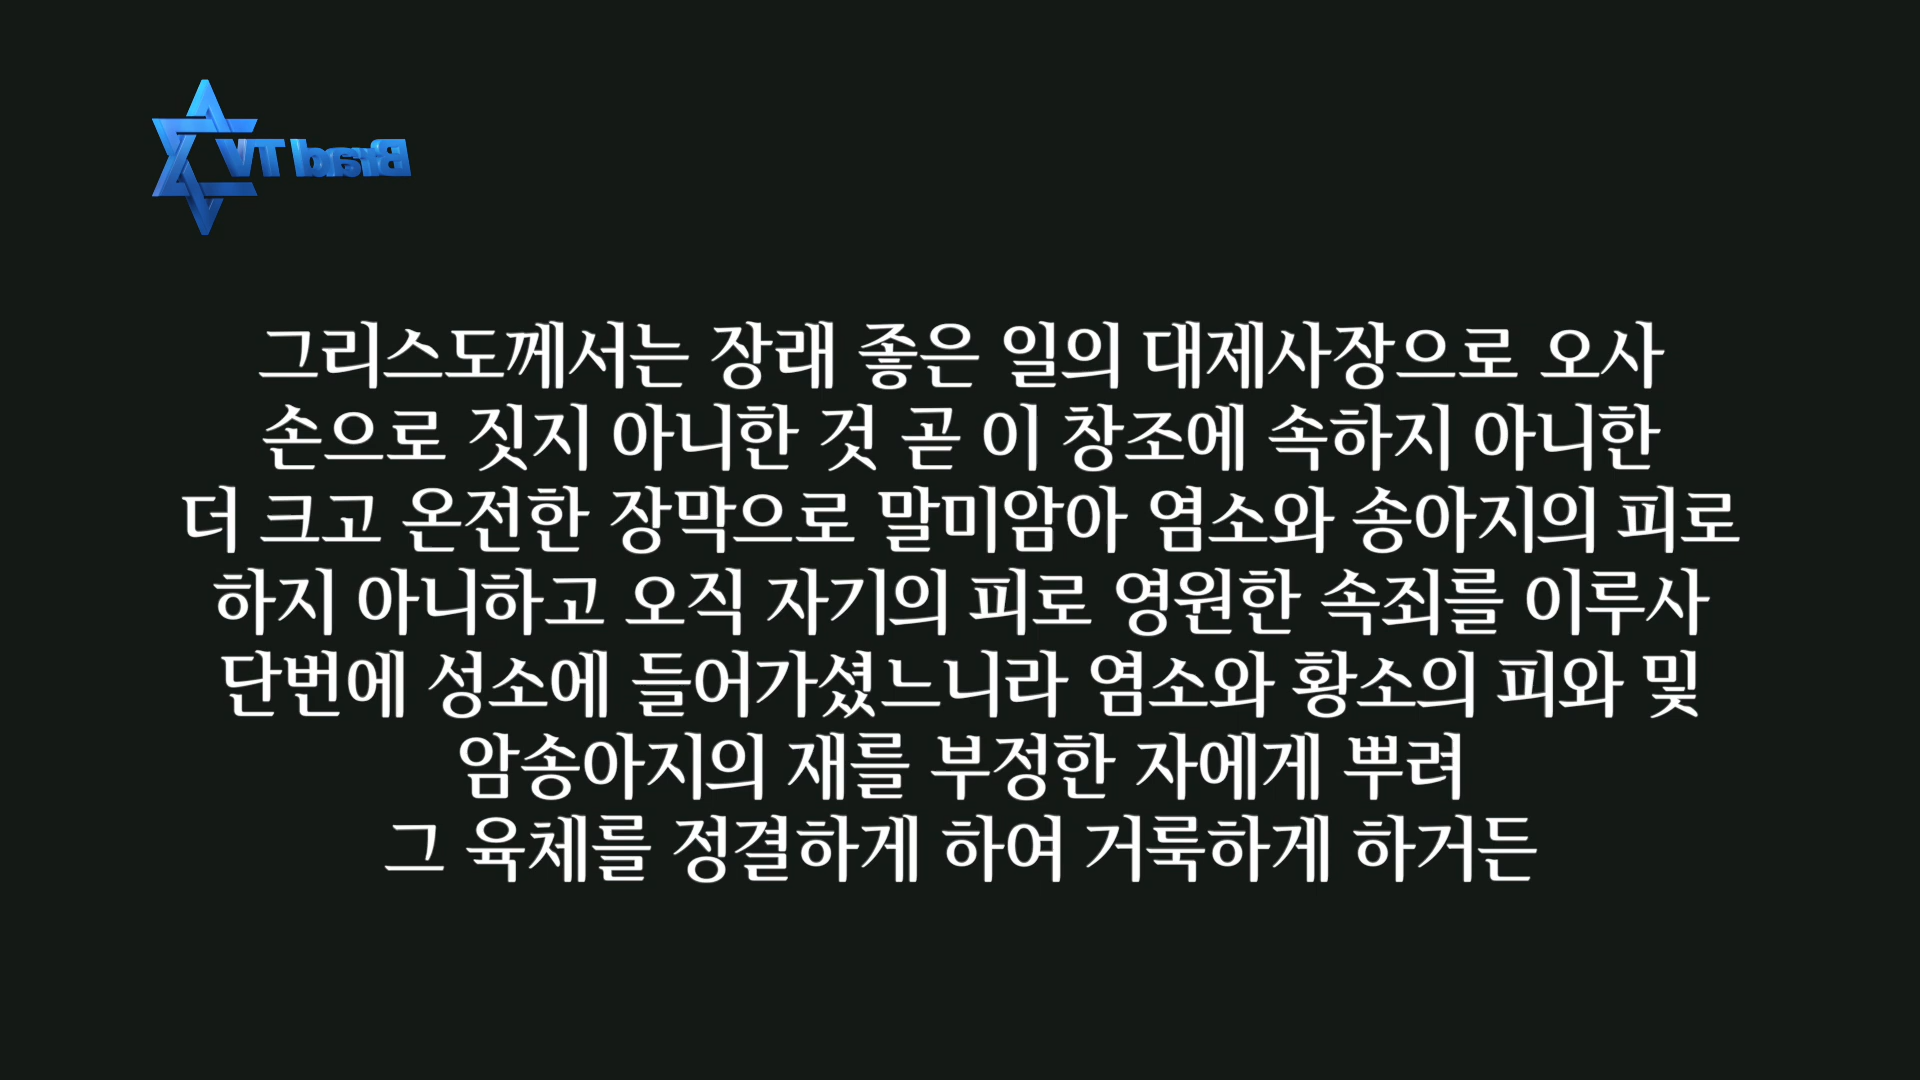 Brad TV
그리스도께서는 장래 좋은 일의 대제사장으로 오사
손으로 짓지 아니한 것 곧 이 창조에 속하지 아니한
더 크고 온전한 장막으로 말미암아 염소와 송아지의 피로
하지 아니하고 오직 자기의 피로 영원한 속죄를 이루사
단번에 성소에 들어가셨느니라 염소와 황소의 피와 및
암송아지의 재를 부정한 자에게 뿌려
그 육체를 정결하게 하여 거룩하게 하거든